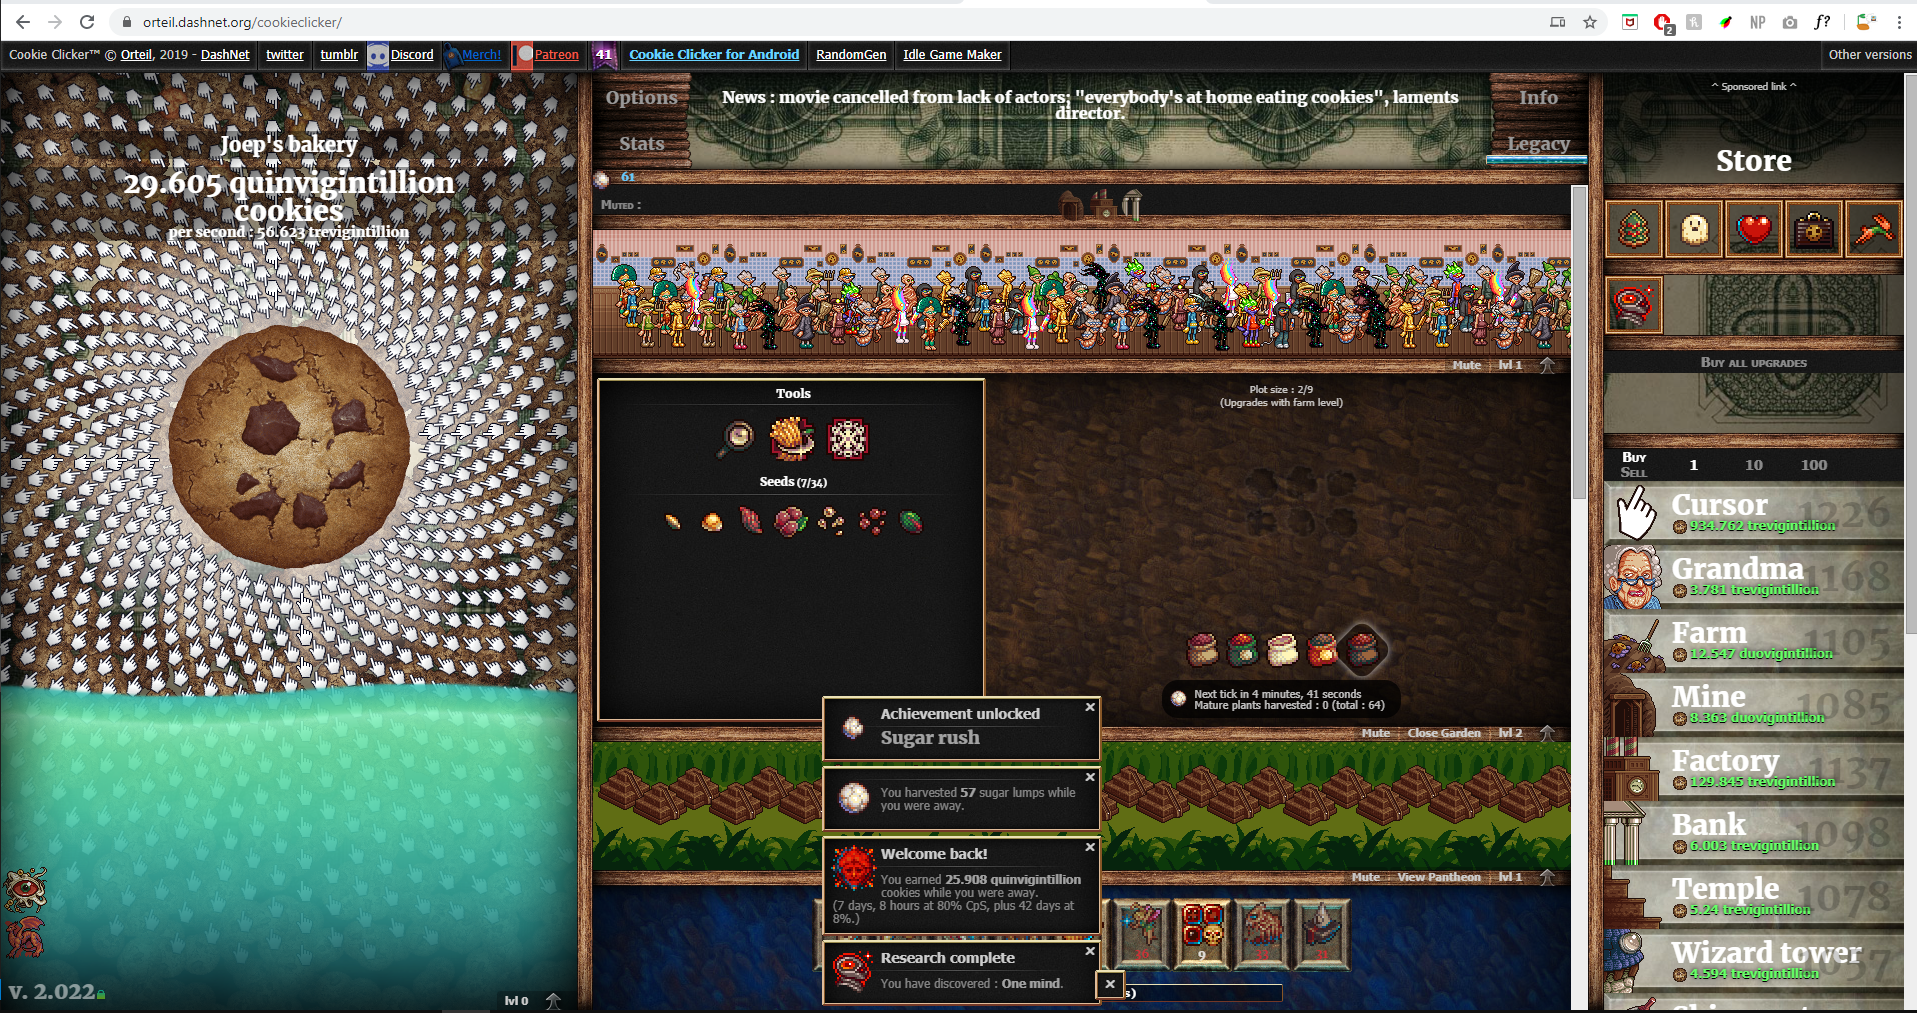 orteil.dashnet.org/cookieclicker/
2
NP
f?
Cookie Clicker™ © Orteil, 2019 - DashNet
twitter
tumblr
Discord
Merch!
Patreon
41
Cookie Clicker for Android
RandomGen
Idle Game Maker
Other versions
Joep's bakery
29.605 quinvigintillion
cookies
per second : 56.623 trevigintillion
v. 2.022
lvl 0
Options
Stats
News : movie cancelled from lack of actors; "everybody's at home eating cookies", laments
director.
Info
Legacy
61
Muted :
Mute
lvl 1
Tools
Seeds (7/34)
Plot size : 2/9
(Upgrades with farm level)
Next tick in 4 minutes, 41 seconds
Mature plants harvested : 0 (total : 64)
Mute
Close Garden
lvl 2
Achievement unlocked
Sugar rush
You harvested 57 sugar lumps while
you were away.
Welcome back!
You earned 25.908 quinvigintillion
cookies while you were away.
(7 days, 8 hours at 80% CpS, plus 42 days at
8%.)
Research complete
You have discovered : One mind.
Mute
View Pantheon
lvl 1
9
s)
^ Sponsored link ^
Store
Buy all upgrades
Buy
Sell
1
10
100
Cursor
934.762 trevigintillion
1226
Grandma
3.781 trevigintillion
1168
Farm
12.547 duovigintillion
1105
Mine
8.363 duovigintillion
1085
Factory
129.845 trevigintillion
1137
Bank
6.003 trevigintillion
1098
Temple
5.24 trevigintillion
1078
Wizard tower
4.594 trevigintillion